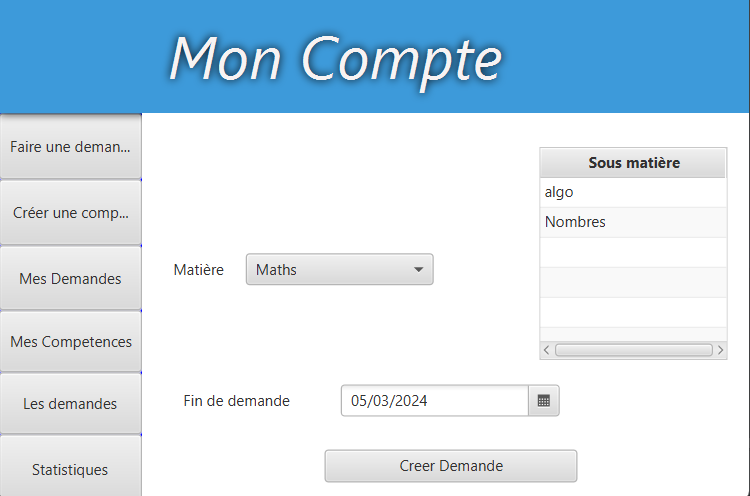 Mon Compte
Faire une deman...
Créer une comp...
Mes Demandes
Mes Competences
Les demandes
Statistiques
Sous matière
algo
Nombres
Matière
Maths
Fin de demande
05/03/2024
Creer Demande